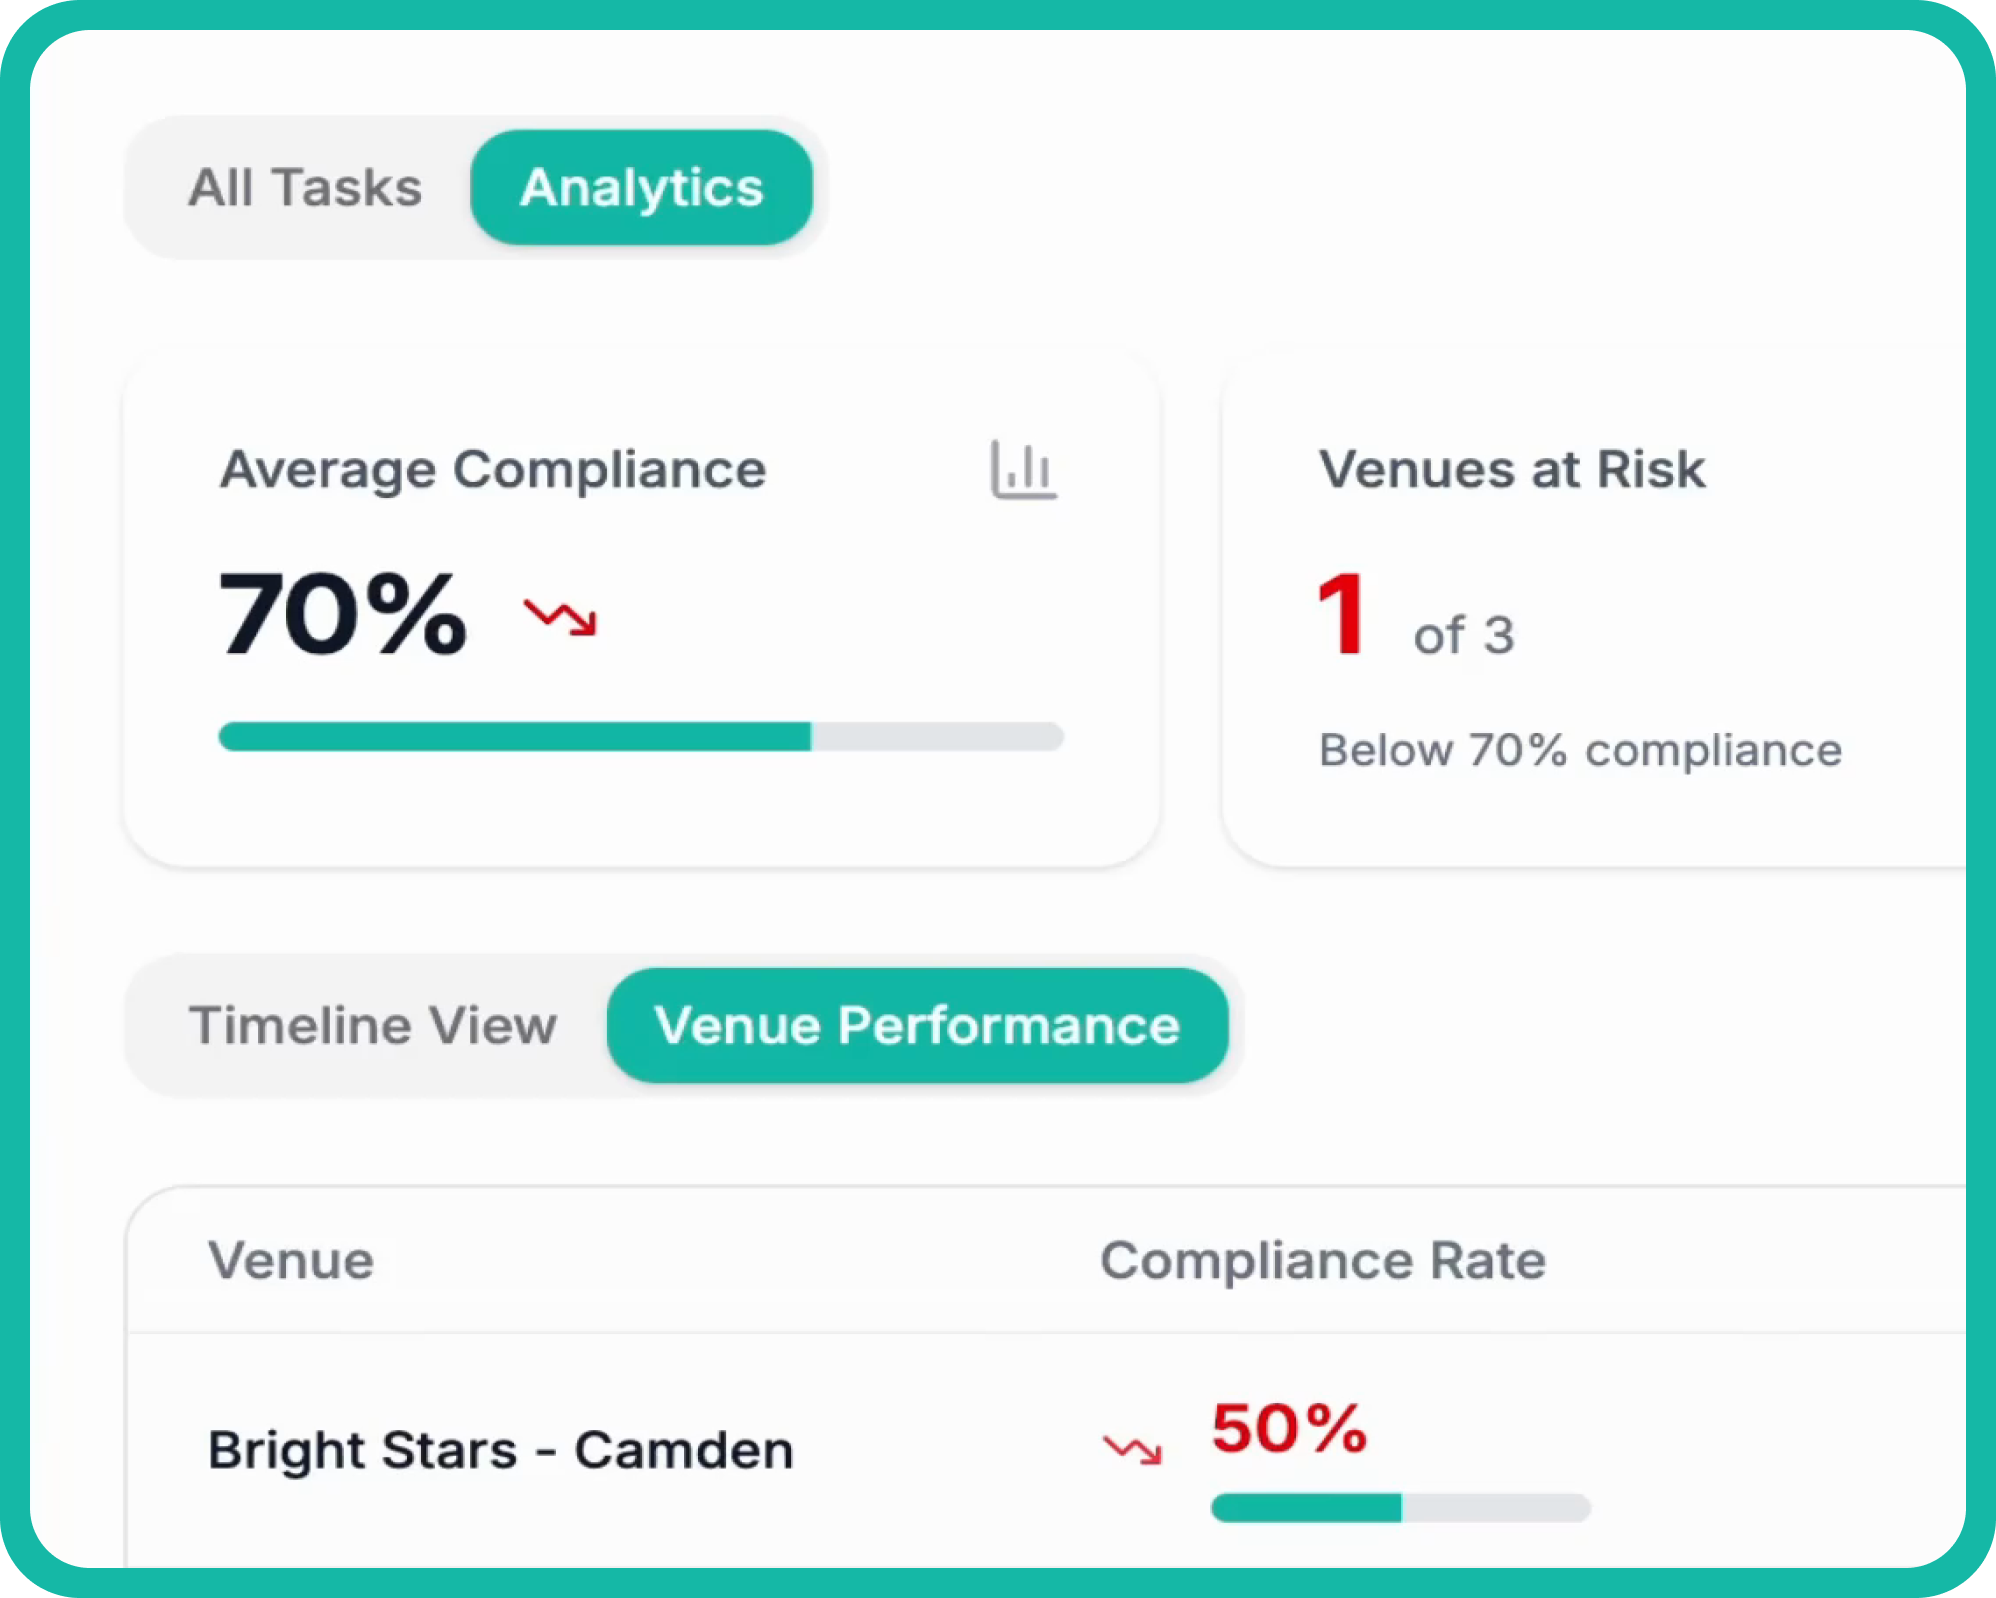 All Tasks Analytics
Average Compliance
70%
Venues at Risk
1 of 3
Below 70% compliance
Timeline View Venue Performance
Venue Compliance Rate
Bright Stars - Camden 50%